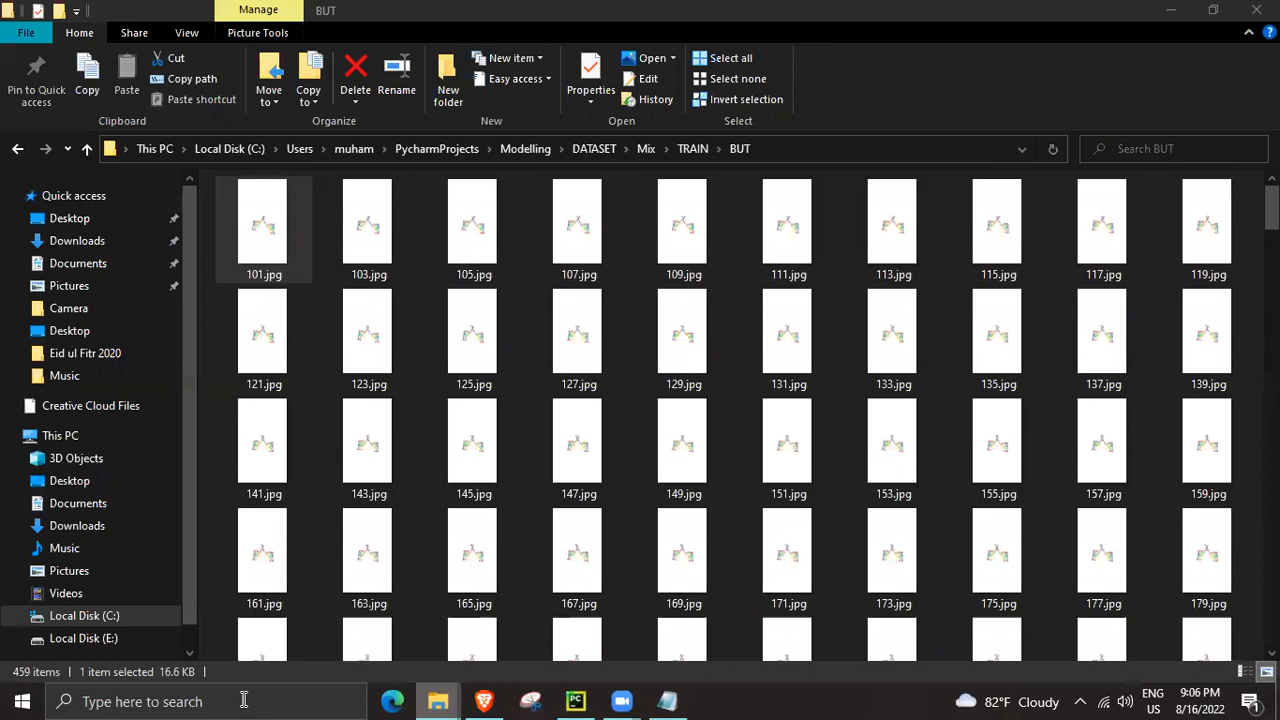 Manage BUT
File Home Share View Picture Tools
Pin to Quick access
Copy
Paste
Cut
Copy path
Paste shortcut
Clipboard
Move to
Copy to
Delete
Rename
Organize
New folder
New item
Easy access
New
Properties
Open
Edit
History
Open
Select all
Select none
Invert selection
Select
This PC Local Disk (C:) Users muham PycharmProjects Modelling DATASET Mix TRAIN BUT
Search BUT
Quick access
Desktop
Downloads
Documents
Pictures
Camera
Desktop
Eid ul Fitr 2020
Music
Creative Cloud Files
This PC
3D Objects
Desktop
Documents
Downloads
Music
Pictures
Videos
Local Disk (C:)
Local Disk (E:)
101.jpg 103.jpg 105.jpg 107.jpg 109.jpg 111.jpg 113.jpg 115.jpg 117.jpg 119.jpg
121.jpg 123.jpg 125.jpg 127.jpg 129.jpg 131.jpg 133.jpg 135.jpg 137.jpg 139.jpg
141.jpg 143.jpg 145.jpg 147.jpg 149.jpg 151.jpg 153.jpg 155.jpg 157.jpg 159.jpg
161.jpg 163.jpg 165.jpg 167.jpg 169.jpg 171.jpg 173.jpg 175.jpg 177.jpg 179.jpg
459 items 1 item selected 16.6 KB
Type here to search
82°F Cloudy
ENG
US
9:06 PM
8/16/2022
1